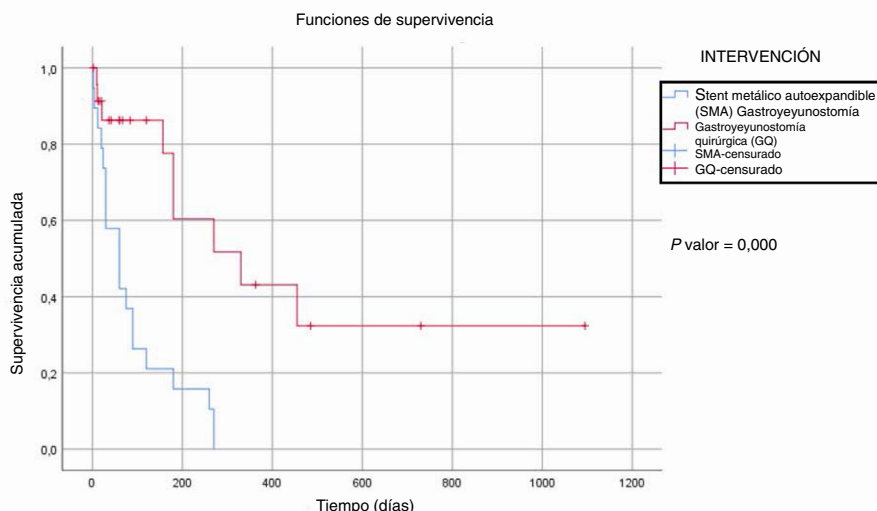 Funciones de supervivencia
INTERVENCIÓN
Stent metálico autoexpandible
(SMA) Gastroyeyunostomía
Gastroyeyunostomía
quirúrgica (GQ)
SMA-censurado
GQ-censurado
P valor = 0,000
Supervivencia acumulada
1,0
0,8
0,6
0,4
0,2
0,0
0 200 400 600 800 1000 1200
Tiempo (días)